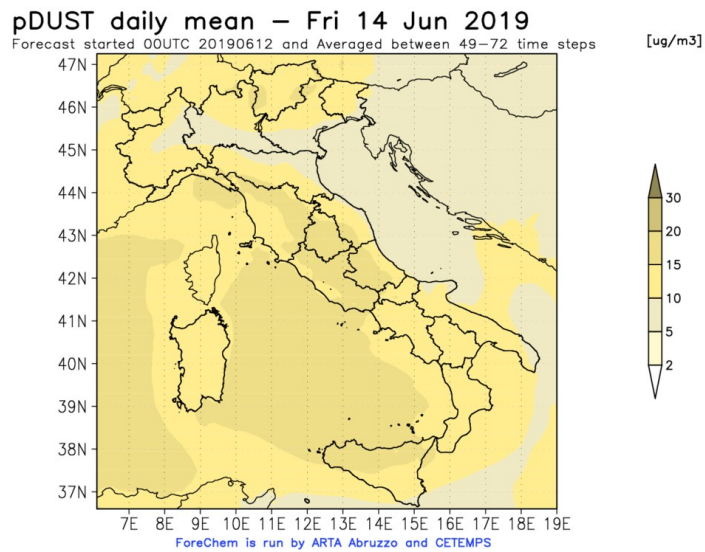 pDUST daily mean – Fri 14 Jun 2019
Forecast started 00UTC 20190612 and Averaged between 49–72 time steps
[ug/m3]
47N
46N
45N
44N
43N
42N
41N
40N
39N
38N
37N
30
20
15
10
5
2
7E 8E 9E 10E 11E 12E 13E 14E 15E 16E 17E 18E 19E
ForeChem is run by ARTA Abruzzo and CETEMPS